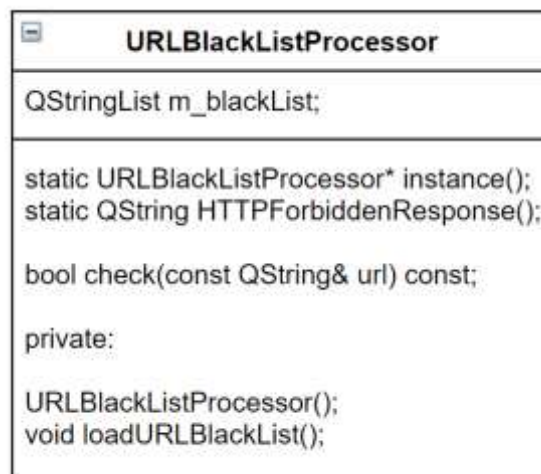 URLBlackListProcessor
QStringList m_blackList;
static URLBlackListProcessor* instance();
static QString HTTPForbiddenResponse();
bool check(const QString& url) const;
private:
URLBlackListProcessor();
void loadURLBlackList();